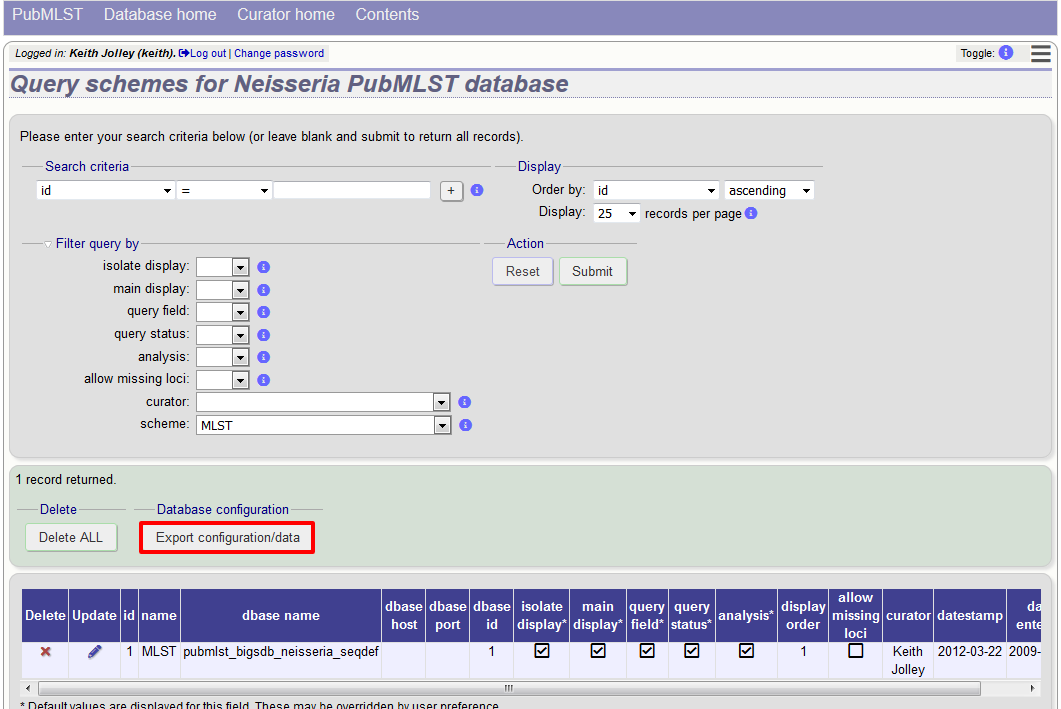 PubMLST Database home Curator home Contents
Logged in: Keith Jolley (keith). Log out | Change password Toggle: i
Query schemes for Neisseria PubMLST database
Please enter your search criteria below (or leave blank and submit to return all records).
Search criteria Display
id = + i Order by: id ascending
Display: 25 records per page i
Filter query by Action
isolate display: i Reset Submit
main display: i
query field: i
query status: i
analysis: i
allow missing loci: i
curator: i
scheme: MLST i
1 record returned.
Delete Database configuration
Delete ALL Export configuration/data
Delete Update id name dbase name dbase host dbase port dbase id isolate display* main display* query field* query status* analysis* display order allow missing loci curator datestamp da ente
1 MLST pubmlst_bigsdb_neisseria_seqdef 1 1 Keith Jolley 2012-03-22 2009-
* Default values are displayed for this field. These may be overridden by user preference.